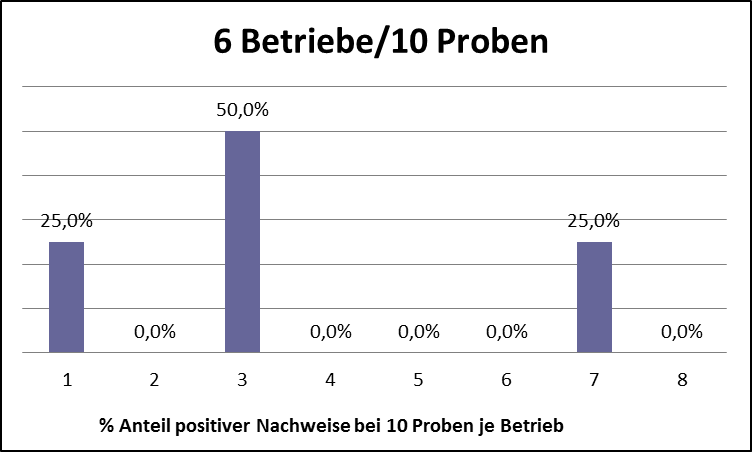 6 Betriebe/10 Proben
50,0%
25,0% 25,0%
0,0% 0,0% 0,0% 0,0% 0,0%
1 2 3 4 5 6 7 8
% Anteil positiver Nachweise bei 10 Proben je Betrieb